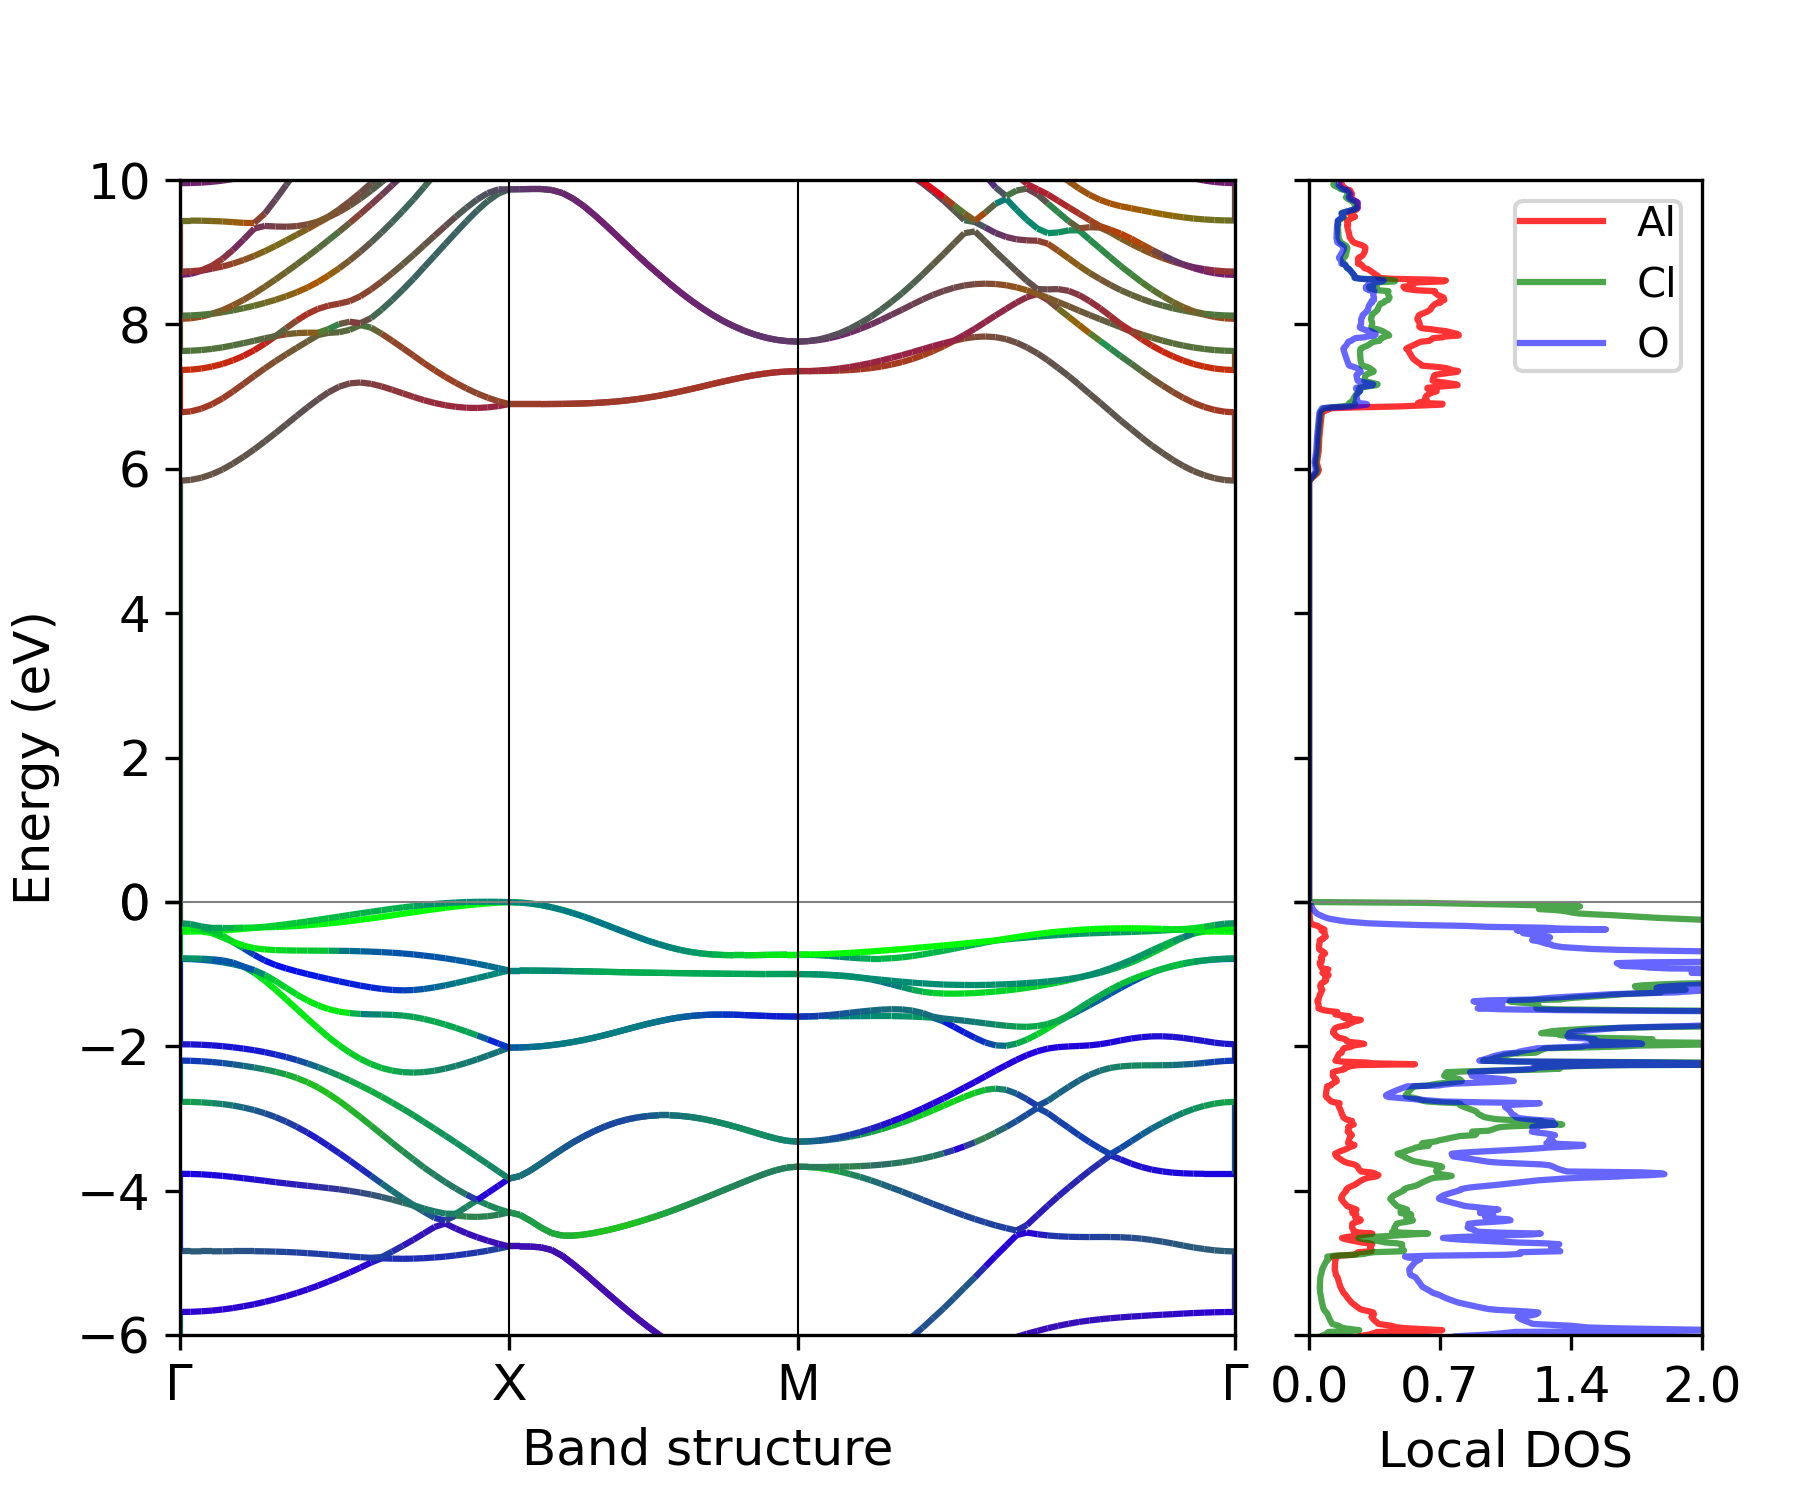 10
8
6
4
2
0
−2
−4
−6
Energy (eV)
Γ X M Γ
Band structure
Al
Cl
O
0.0 0.7 1.4 2.0
Local DOS